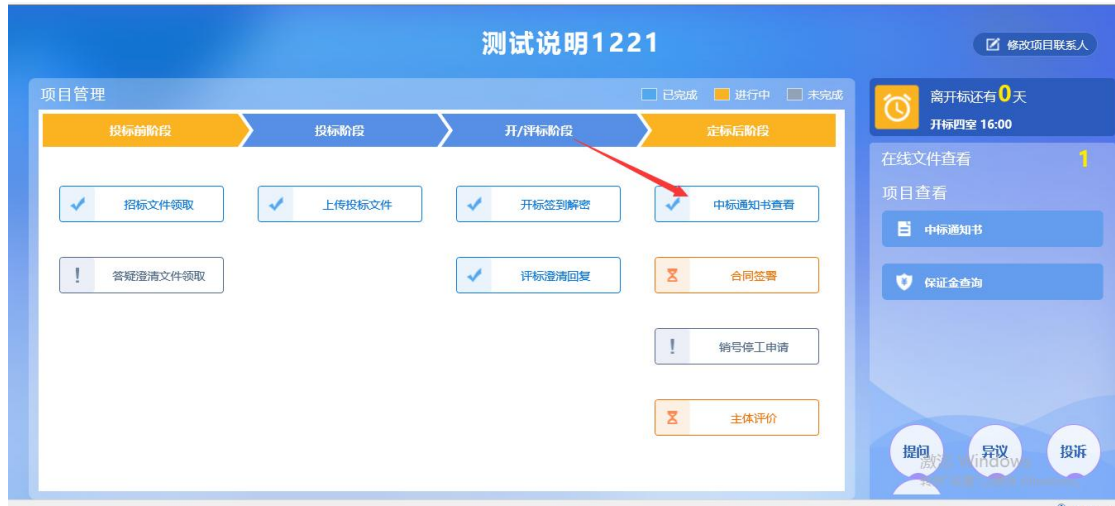 测试说明1221
修改项目联系人
项目管理
已完成 进行中 未完成
投标前阶段 投标阶段 开/评标阶段 定标后阶段
招标文件领取 上传投标文件 开标签到解密 中标通知书查看
答疑澄清文件领取 评标澄清回复 合同签署
销号停工申请
主体评价
离开标还有0天
开标四室 16:00
在线文件查看 1
项目查看
中标通知书
保证金查询
提问 异议 投诉
激活 Windows